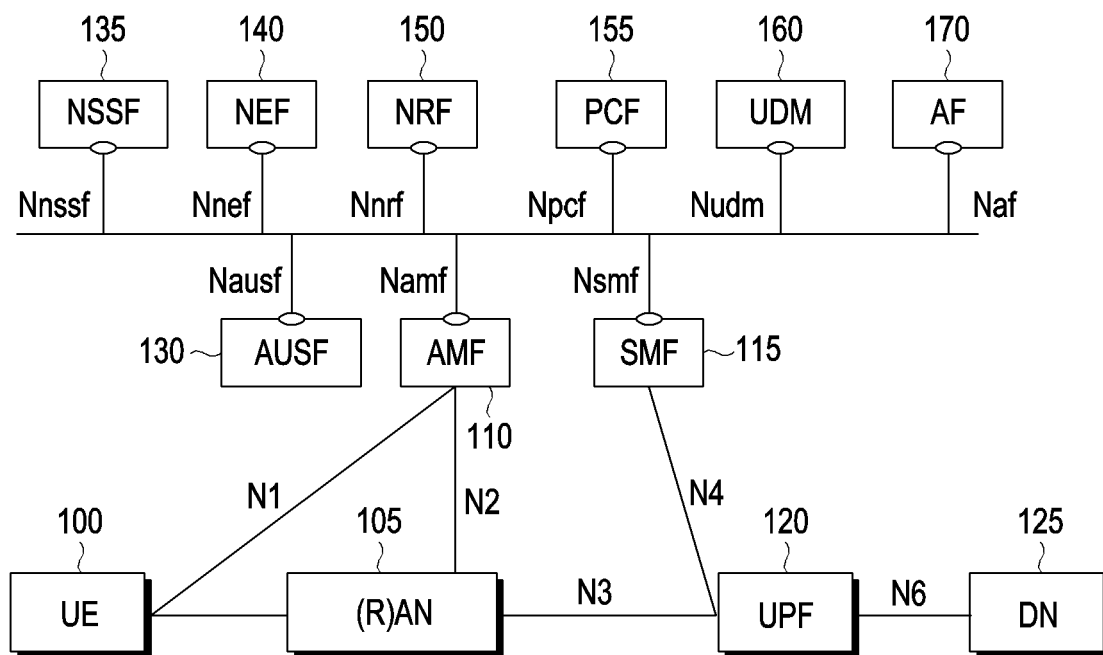 135 140 150 155 160 170
NSSF NEF NRF PCF UDM AF
Nnssf Nnef Nnrf Npcf Nudm Naf
Nausf Namf Nsmf
130 AUSF AMF SMF 115
110
N1 N2 N4
100 105 120 125
UE (R)AN N3 UPF N6 DN